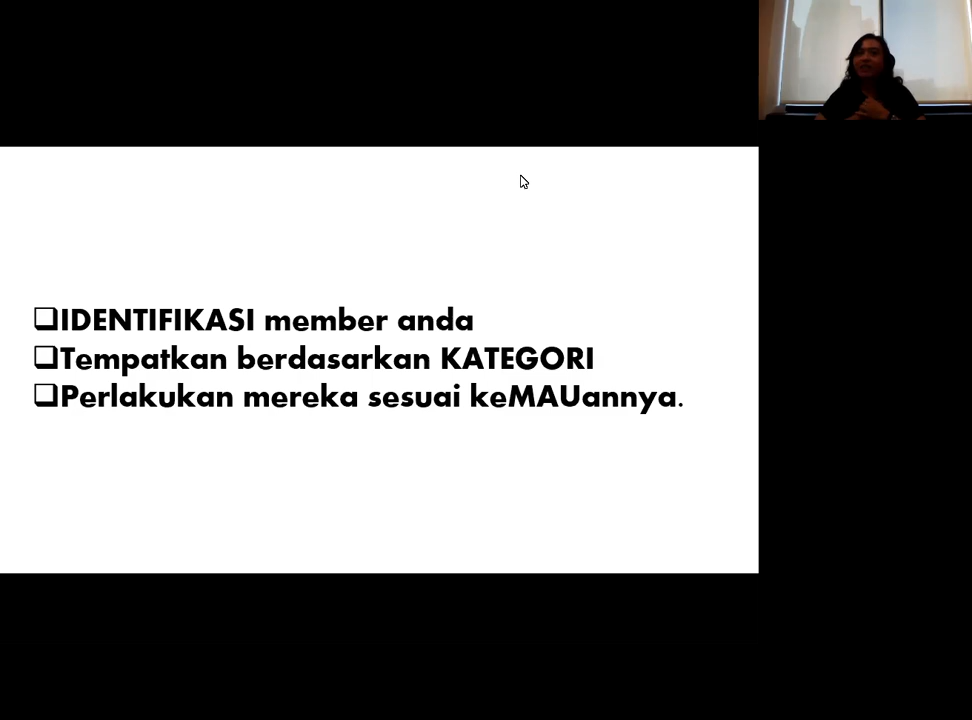 ❑IDENTIFIKASI member anda
❑Tempatkan berdasarkan KATEGORI
❑Perlakukan mereka sesuai keMAUannya.